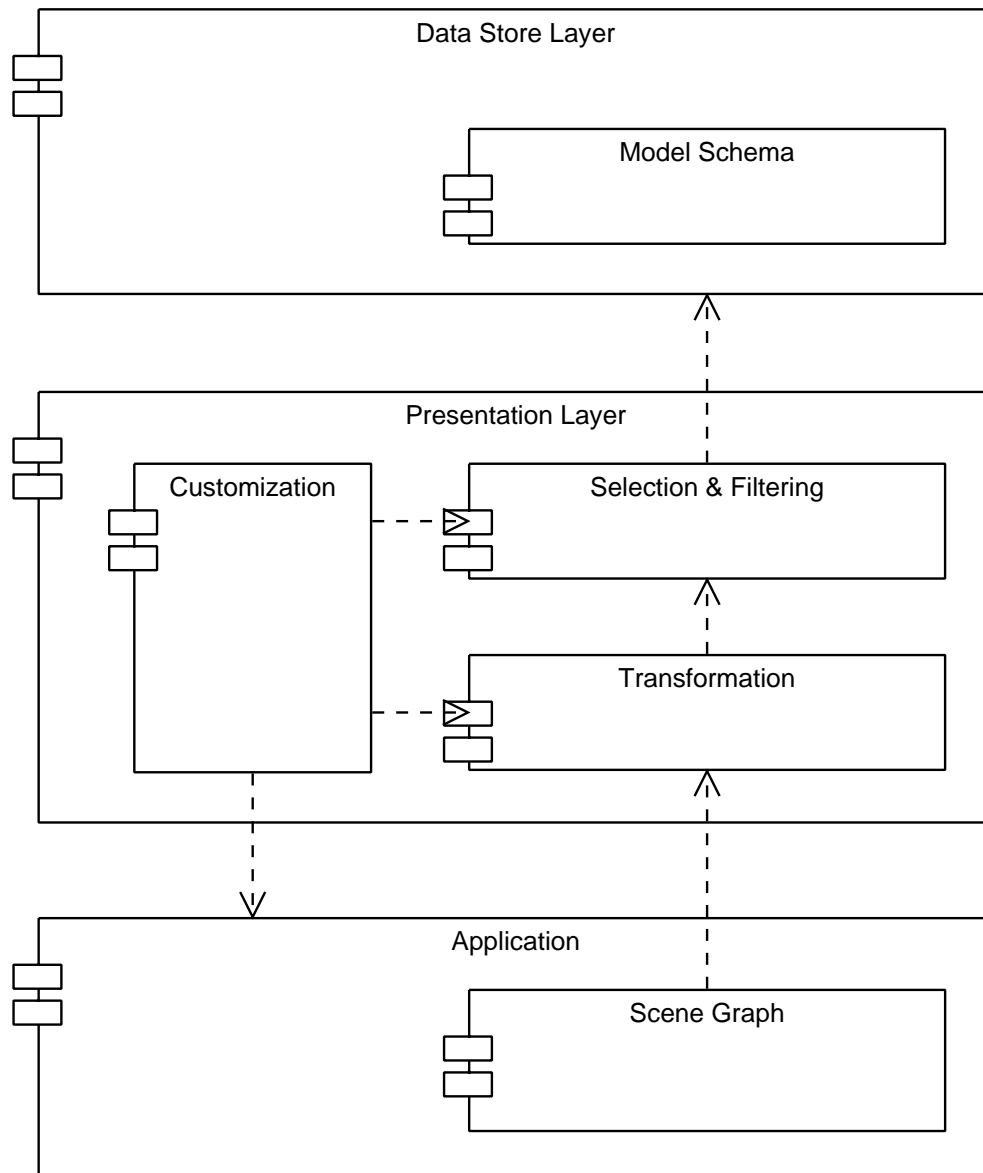 Data Store Layer
Model Schema
Presentation Layer
Customization
Selection & Filtering
Transformation
Application
Scene Graph